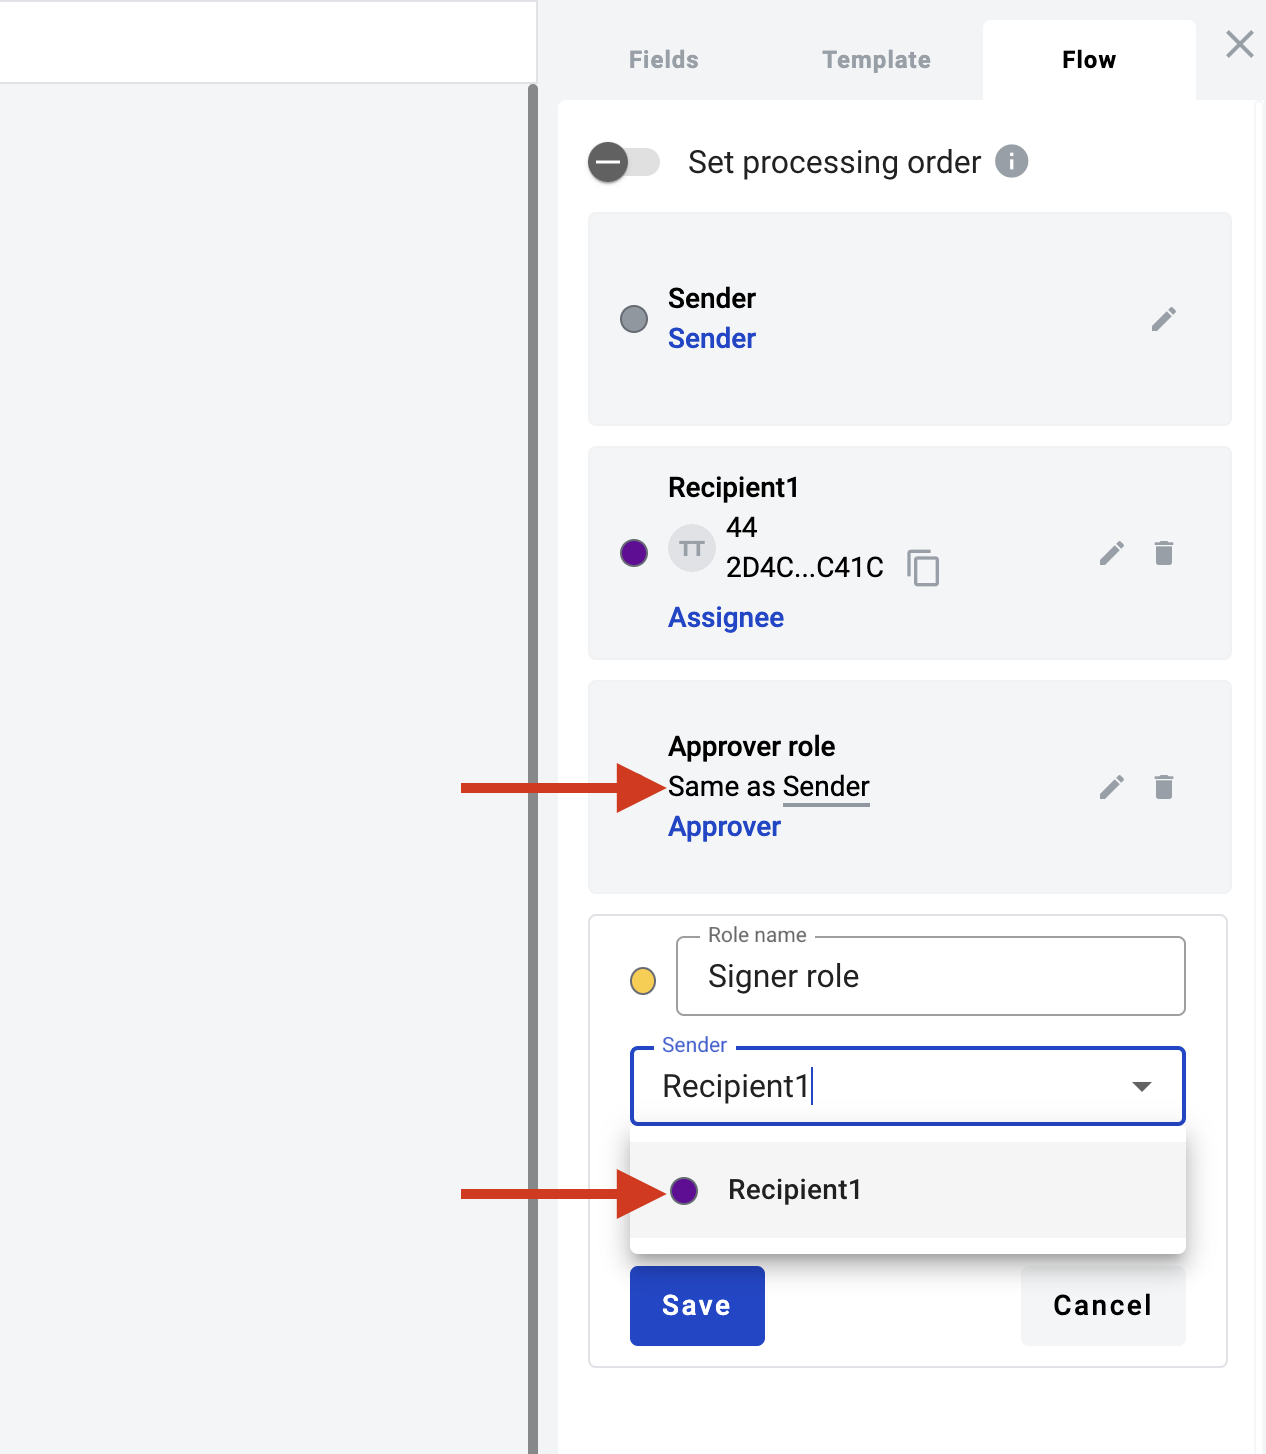 Fields Template Flow
Set processing order
Sender
Sender
Recipient1
TT 44
2D4C...C41C
Assignee
Approver role
Same as Sender
Approver
Role name
Signer role
Sender
Recipient1
Recipient1
Save Cancel